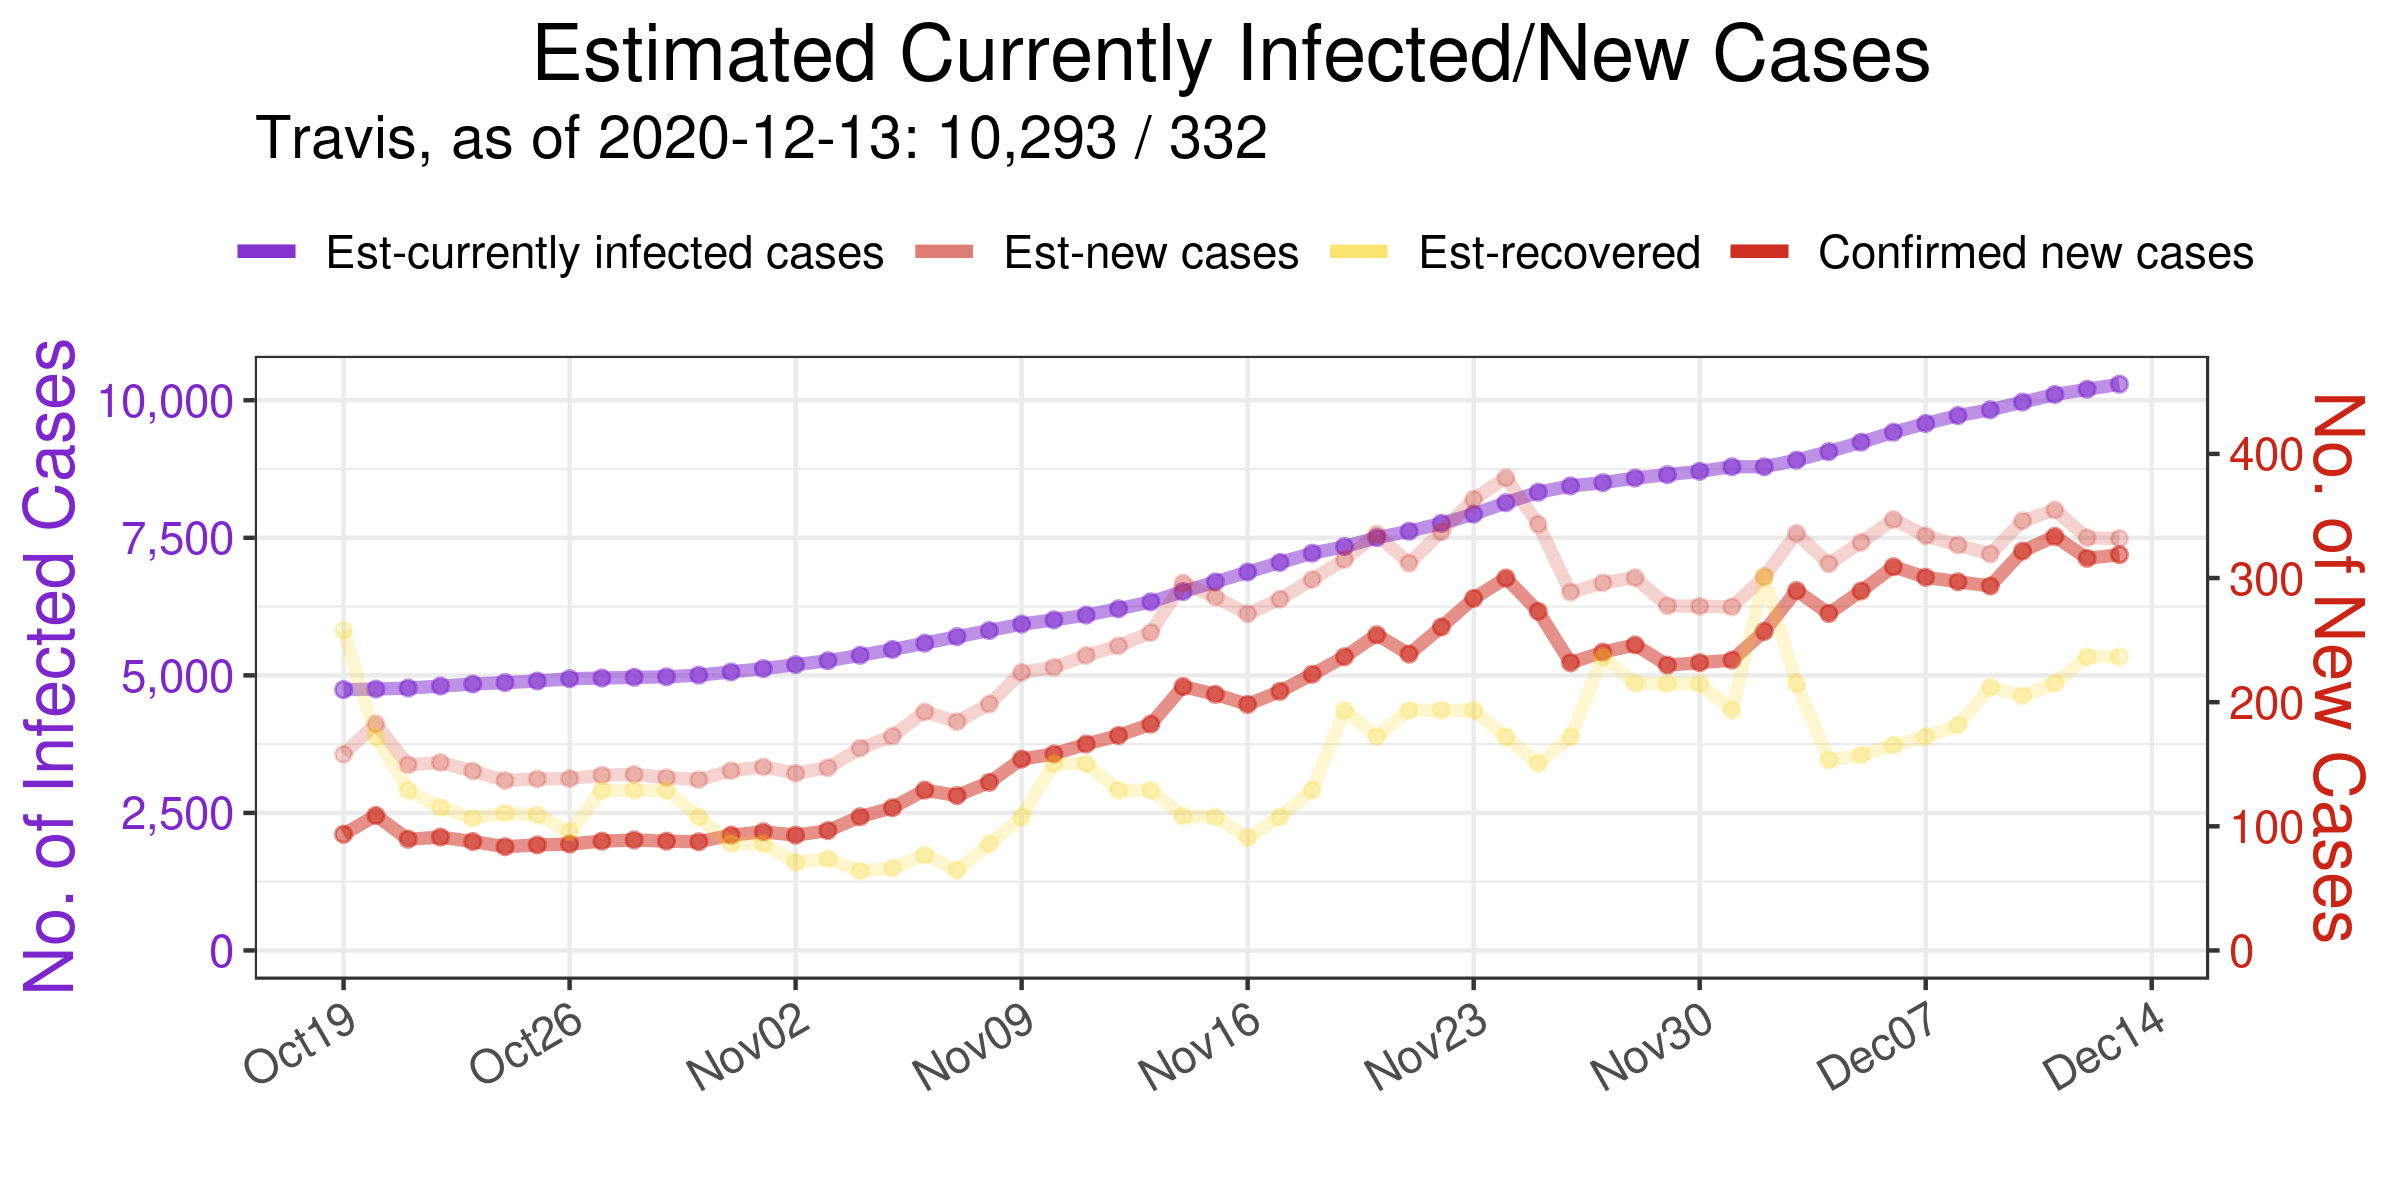 Estimated Currently Infected/New Cases
Travis, as of 2020-12-13: 10,293 / 332
Est-currently infected cases Est-new cases Est-recovered Confirmed new cases
No. of Infected Cases
10,000
7,500
5,000
2,500
0
400
300
200
100
0
No. of New Cases
Oct19 Oct26 Nov02 Nov09 Nov16 Nov23 Nov30 Dec07 Dec14